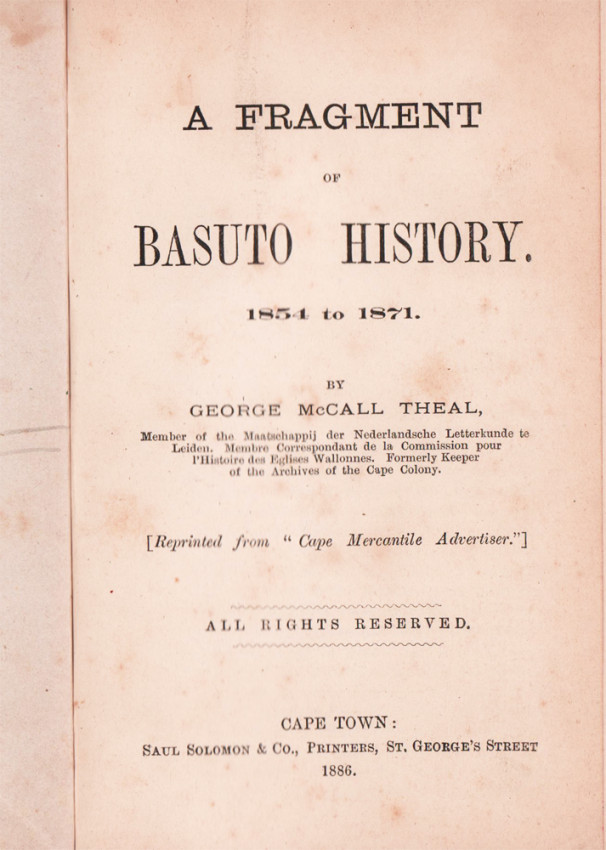 A FRAGMENT
OF
BASUTO HISTORY.
1854 to 1871.
BY
GEORGE McCALL THEAL,
Member of the Maatschappij der Nederlandsche Letterkunde te
Leiden. Membre Correspondant de la Commission pour
l'Histoire des Eglises Wallonnes. Formerly Keeper
of the Archives of the Cape Colony.
[Reprinted from “ Cape Mercantile Advertiser.”]
ALL RIGHTS RESERVED.
CAPE TOWN:
SAUL SOLOMON & CO., PRINTERS, ST. GEORGE'S STREET
1886.